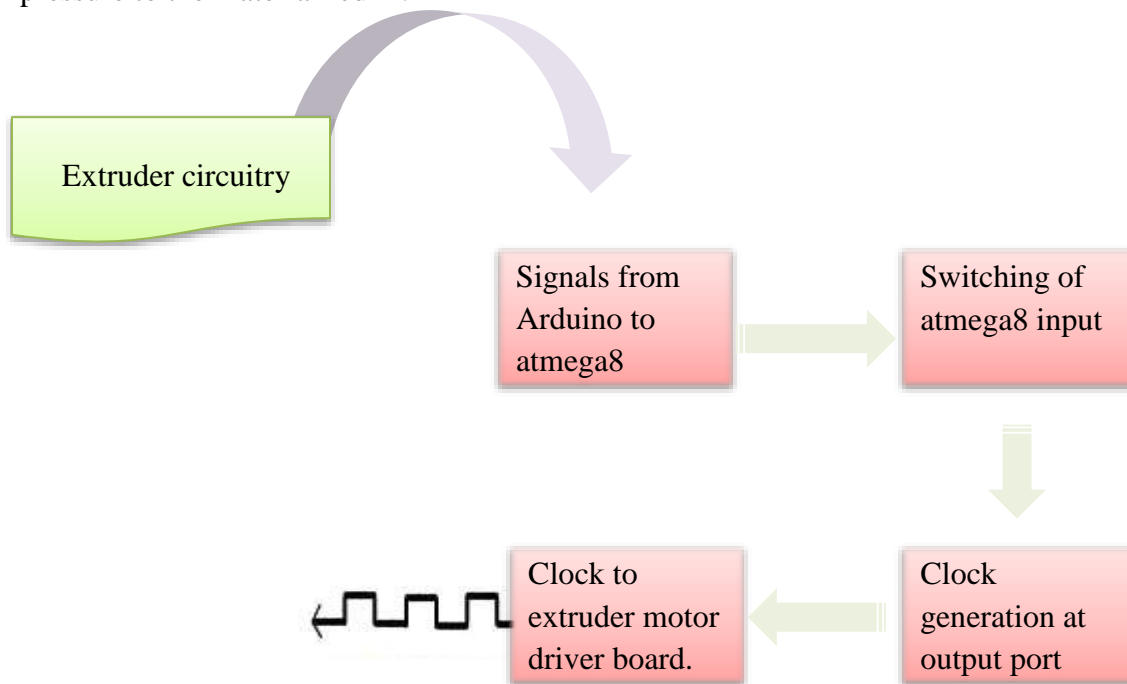 Extruder circuitry
Signals from
Arduino to
atmega8
Switching of
atmega8 input
Clock
generation at
output port
Clock to
extruder motor
driver board.